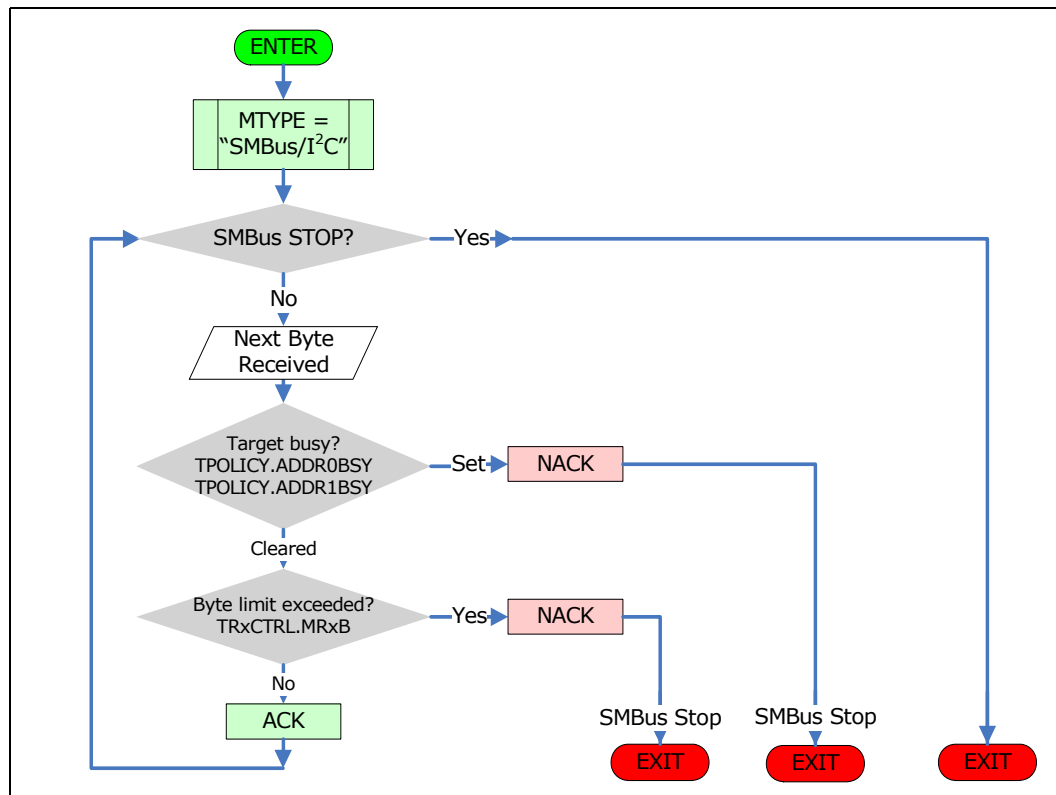 ENTER
MTYPE =
“SMBus/I²C”
SMBus STOP?
Yes
No
Next Byte
Received
Target busy?
TPOLICY.ADDR0BSY
TPOLICY.ADDR1BSY
Set
NACK
Cleared
Byte limit exceeded?
TRxCTRL.MRxB
Yes
NACK
No
ACK
SMBus Stop
SMBus Stop
EXIT
EXIT
EXIT